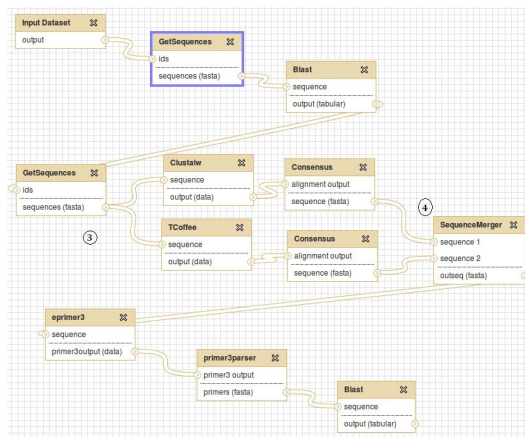 Input Dataset
output
GetSequences
ids
sequences (fasta)
Blast
sequence
output (tabular)
GetSequences
ids
sequences (fasta)
Clustalw
sequence
output (data)
Consensus
alignment output
sequence (fasta)
3
TCoffee
sequence
output (data)
Consensus
alignment output
sequence (fasta)
4
SequenceMerger
sequence 1
sequence 2
outseq (fasta)
eprimer3
sequence
primer3output (data)
primer3parser
primer3 output
primers (fasta)
Blast
sequence
output (tabular)